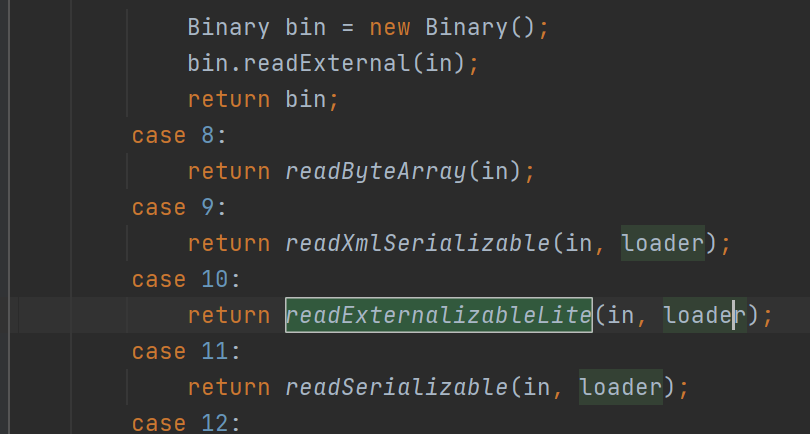 Binary bin = new Binary();
bin.readExternal(in);
return bin;
case 8:
return readByteArray(in);
case 9:
return readXmlSerializable(in, loader);
case 10:
return readExternalizableLite(in, loader);
case 11:
return readSerializable(in, loader);
case 12: